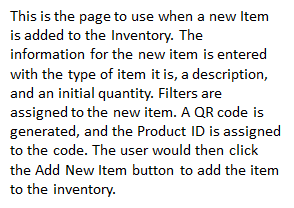 This is the page to use when a new Item
is added to the Inventory. The
information for the new item is entered
with the type of item it is, a description,
and an initial quantity. Filters are
assigned to the new item. A QR code is
generated, and the Product ID is assigned
to the code. The user would then click
the Add New Item button to add the item
to the inventory.